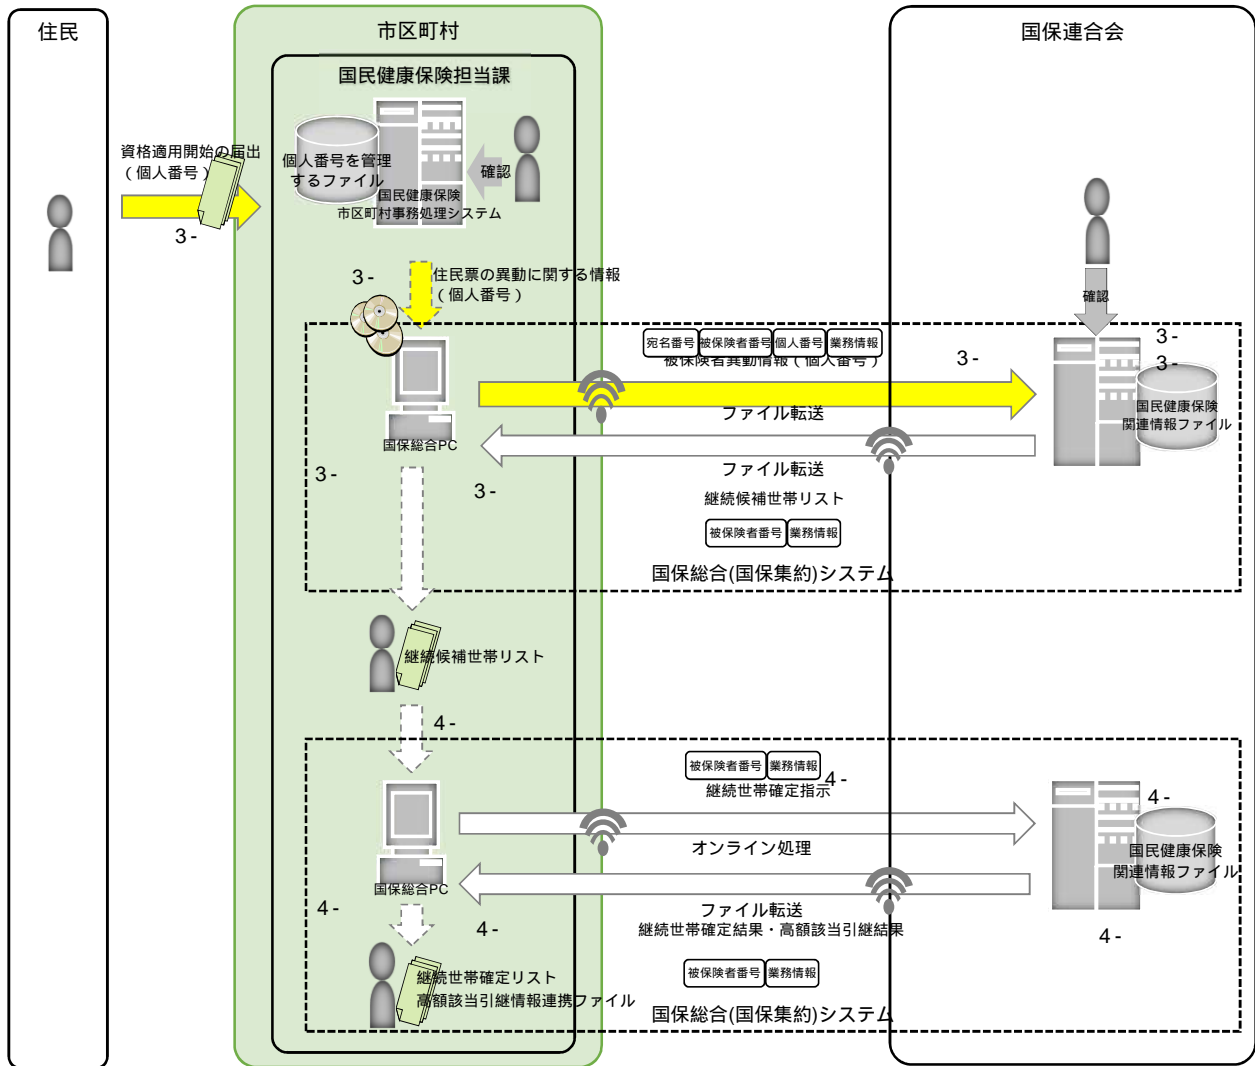 住民
市区町村
国保連合会
国民健康保険担当課
資格適用開始の届出
(個人番号)
3-
個人番号を管理
するファイル
国民健康保険
市区町村事務処理システム
確認
3-
住民票の異動に関する情報
(個人番号)
確認
宛名番号 被保険者番号 個人番号 業務情報
被保険者異動情報(個人番号)
3-
3-
3-
国民健康保険
関連情報ファイル
ファイル転送
国保総合PC
ファイル転送
3-
3-
継続候補世帯リスト
被保険者番号 業務情報
国保総合(国保集約)システム
継続候補世帯リスト
4-
被保険者番号 業務情報
4-
継続世帯確定指示
4-
オンライン処理
国民健康保険
関連情報ファイル
国保総合PC
ファイル転送
4-
4-
継続世帯確定結果・高額該当引継結果
4-
被保険者番号 業務情報
継続世帯確定リスト
高額該当引継情報連携ファイル
国保総合(国保集約)システム